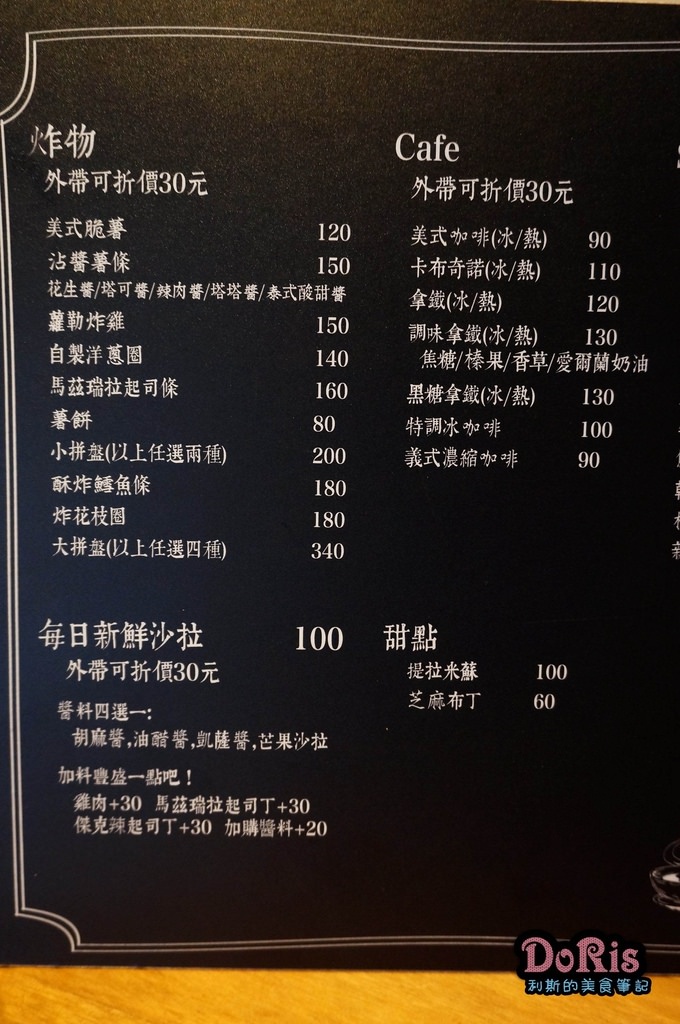 炸物
外帶可折價30元
美式脆薯 120
沾醬薯條 150
花生醬/塔可醬/辣肉醬/塔塔醬/泰式酸甜醬
蘿勒炸雞 150
自製洋蔥圈 140
馬茲瑞拉起司條 160
薯餅 80
小拼盤(以上任選兩種) 200
酥炸鱈魚條 180
炸花枝圈 180
大拼盤(以上任選四種) 340
每日新鮮沙拉 100
外帶可折價30元
醬料四選一:
胡麻醬,油醋醬,凱薩醬,芒果沙拉
加料豐盛一點吧!
雞肉+30 馬茲瑞拉起司丁+30
傑克辣起司丁+30 加購醬料+20
Cafe
外帶可折價30元
美式咖啡(冰/熱) 90
卡布奇諾(冰/熱) 110
拿鐵(冰/熱) 120
調味拿鐵(冰/熱) 130
焦糖/榛果/香草/愛爾蘭奶油
黑糖拿鐵(冰/熱) 130
特調冰咖啡 100
義式濃縮咖啡 90
甜點
提拉米蘇 100
芝麻布丁 60
DoRis
利斯的美食筆記